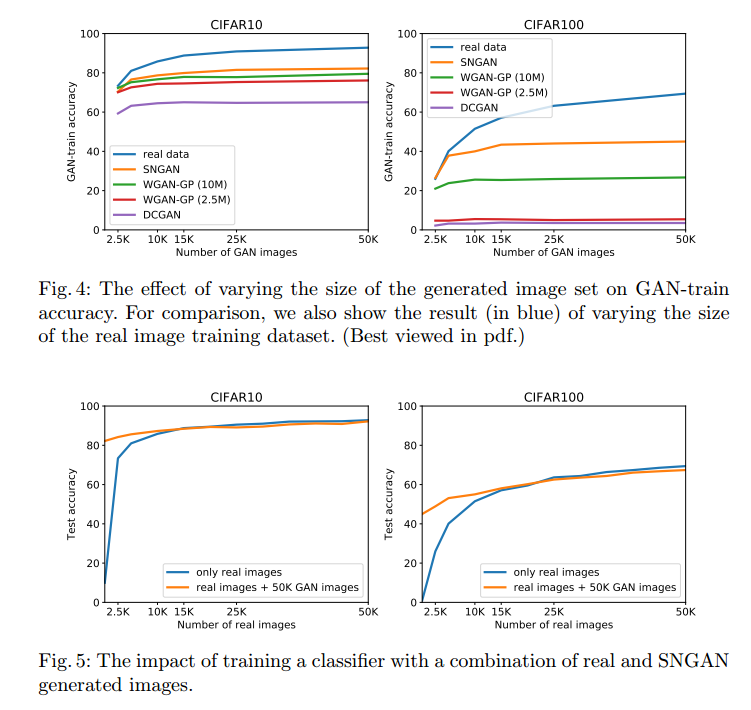 CIFAR10
GAN-train accuracy
100
80
60
40
20
0
real data
SNGAN
WGAN-GP (10M)
WGAN-GP (2.5M)
DCGAN
2.5K 10K 15K 25K 50K
Number of GAN images
CIFAR100
GAN-train accuracy
100
80
60
40
20
0
real data
SNGAN
WGAN-GP (10M)
WGAN-GP (2.5M)
DCGAN
2.5K 10K 15K 25K 50K
Number of GAN images
Fig. 4: The effect of varying the size of the generated image set on GAN-train
accuracy. For comparison, we also show the result (in blue) of varying the size
of the real image training dataset. (Best viewed in pdf.)
CIFAR10
Test accuracy
100
80
60
40
20
0
only real images
real images + 50K GAN images
2.5K 10K 15K 25K 50K
Number of real images
CIFAR100
Test accuracy
100
80
60
40
20
0
only real images
real images + 50K GAN images
2.5K 10K 15K 25K 50K
Number of real images
Fig. 5: The impact of training a classifier with a combination of real and SNGAN
generated images.